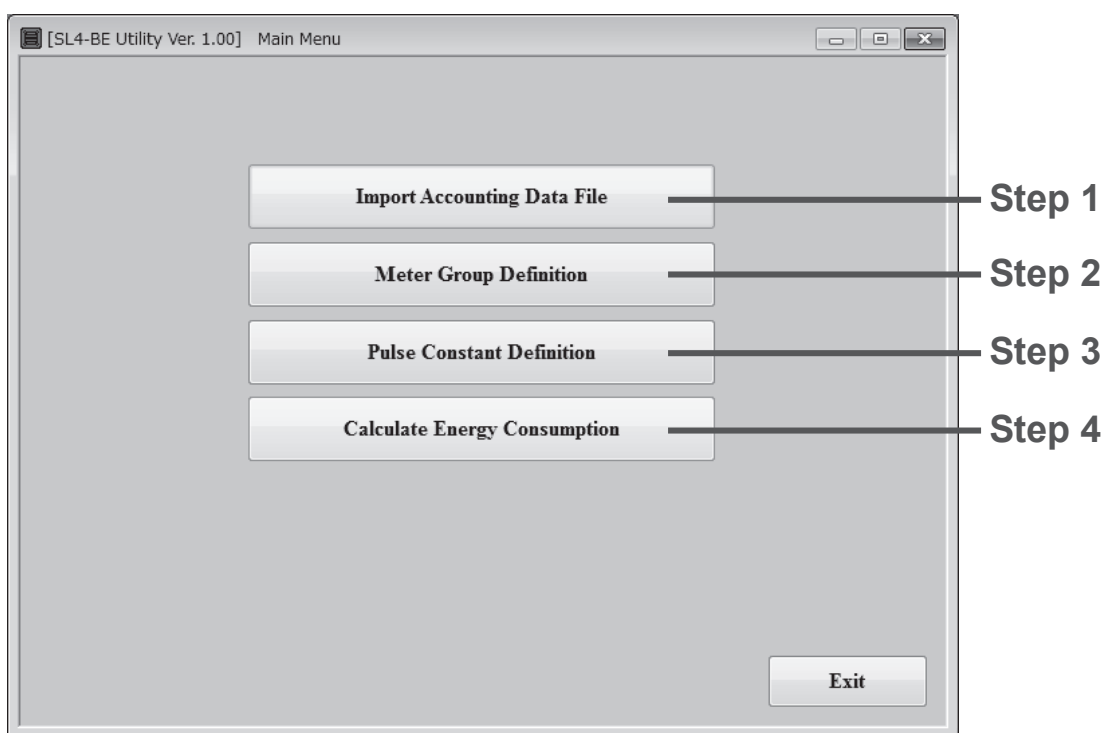 [SL4-BE Utility Ver. 1.00] Main Menu
Import Accounting Data File
Step 1
Meter Group Definition
Step 2
Pulse Constant Definition
Step 3
Calculate Energy Consumption
Step 4
Exit